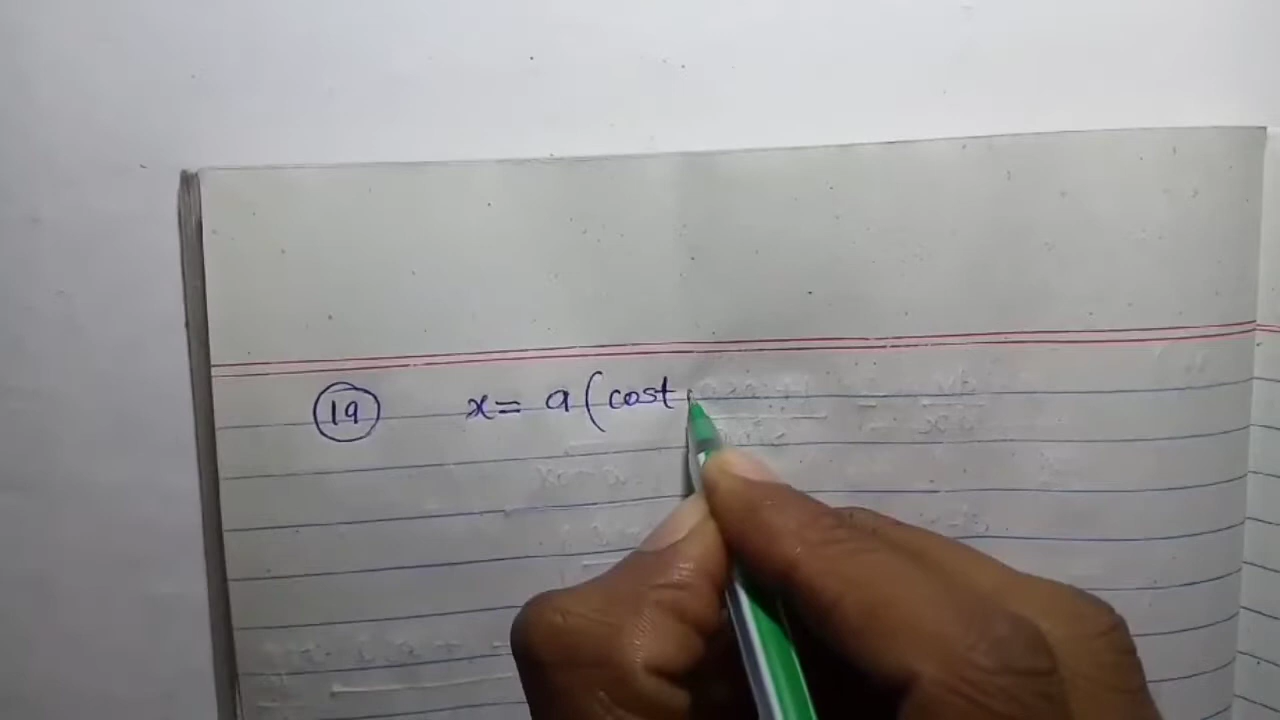 19 x = a ( cost